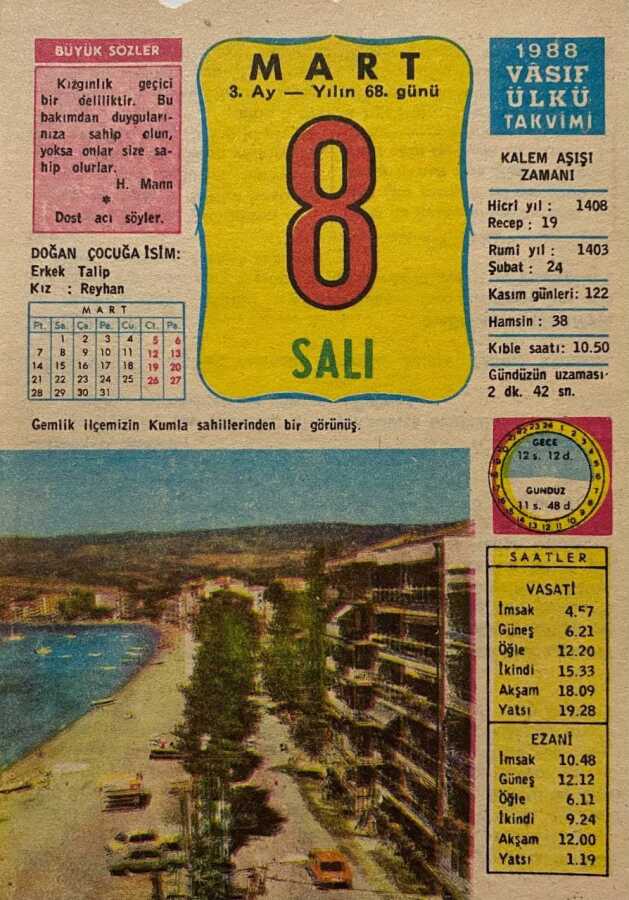 BÜYÜK SÖZLER
Kızgınlık geçici
bir deliliktir. Bu
bakımdan duyguları-
nıza sahip olun,
yoksa onlar size sa-
hip olurlar.
H. Mann
*
Dost acı söyler.
DOĞAN ÇOCUĞA İSİM:
Erkek Talip
Kız : Reyhan
MART
Pt. Sa. Ça. Pe. Cu. Ct. Pa.
1 2 3 4 5 6
7 8 9 10 11 12 13
14 15 16 17 18 19 20
21 22 23 24 25 26 27
28 29 30 31
MART
3. Ay — Yılın 68. günü
8
SALI
1988
VÂSIF
ÜLKÜ
TAKVİMİ
KALEM AŞIŞI
ZAMANI
Hicri yıl : 1408
Recep : 19
Rumi yıl : 1403
Şubat : 24
Kasım günleri: 122
Hamsin : 38
Kıble saati: 10.50
Gündüzün uzaması·
2 dk. 42 sn.
Gemlik ilçemizin Kumla sahillerinden bir görünüş.
GECE
12 s. 12 d.
GUNDUZ
11 s. 48 d.
SAATLER
VASATİ
İmsak 4.57
Güneş 6.21
Öğle 12.20
İkindi 15.33
Akşam 18.09
Yatsı 19.28
EZANİ
İmsak 10.48
Güneş 12.12
Öğle 6.11
İkindi 9.24
Akşam 12.00
Yatsı 1.19